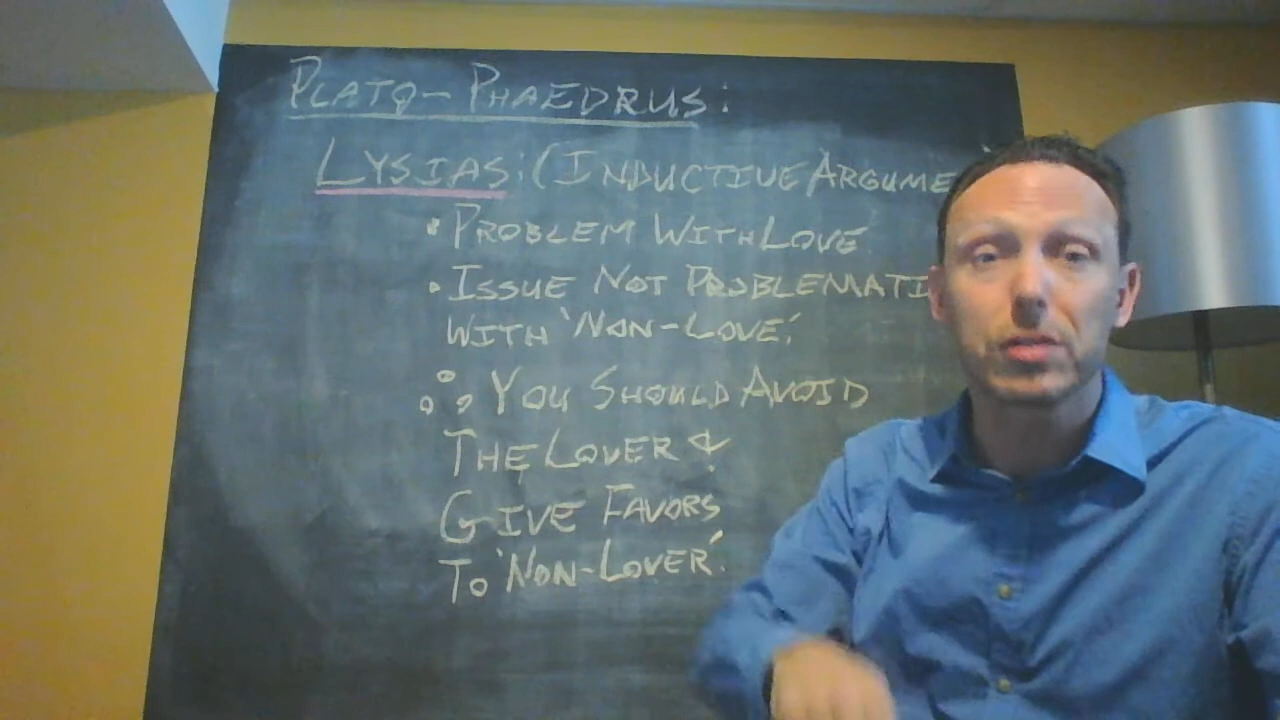 PLATO - PHAEDRUS:
LYSIAS: (INDUCTIVE ARGUME
• PROBLEM WITH LOVE
• ISSUE NOT PROBLEMATI
WITH 'NON-LOVE.'
∴ YOU SHOULD AVOID
THE LOVER &
GIVE FAVORS
TO 'NON-LOVER.'